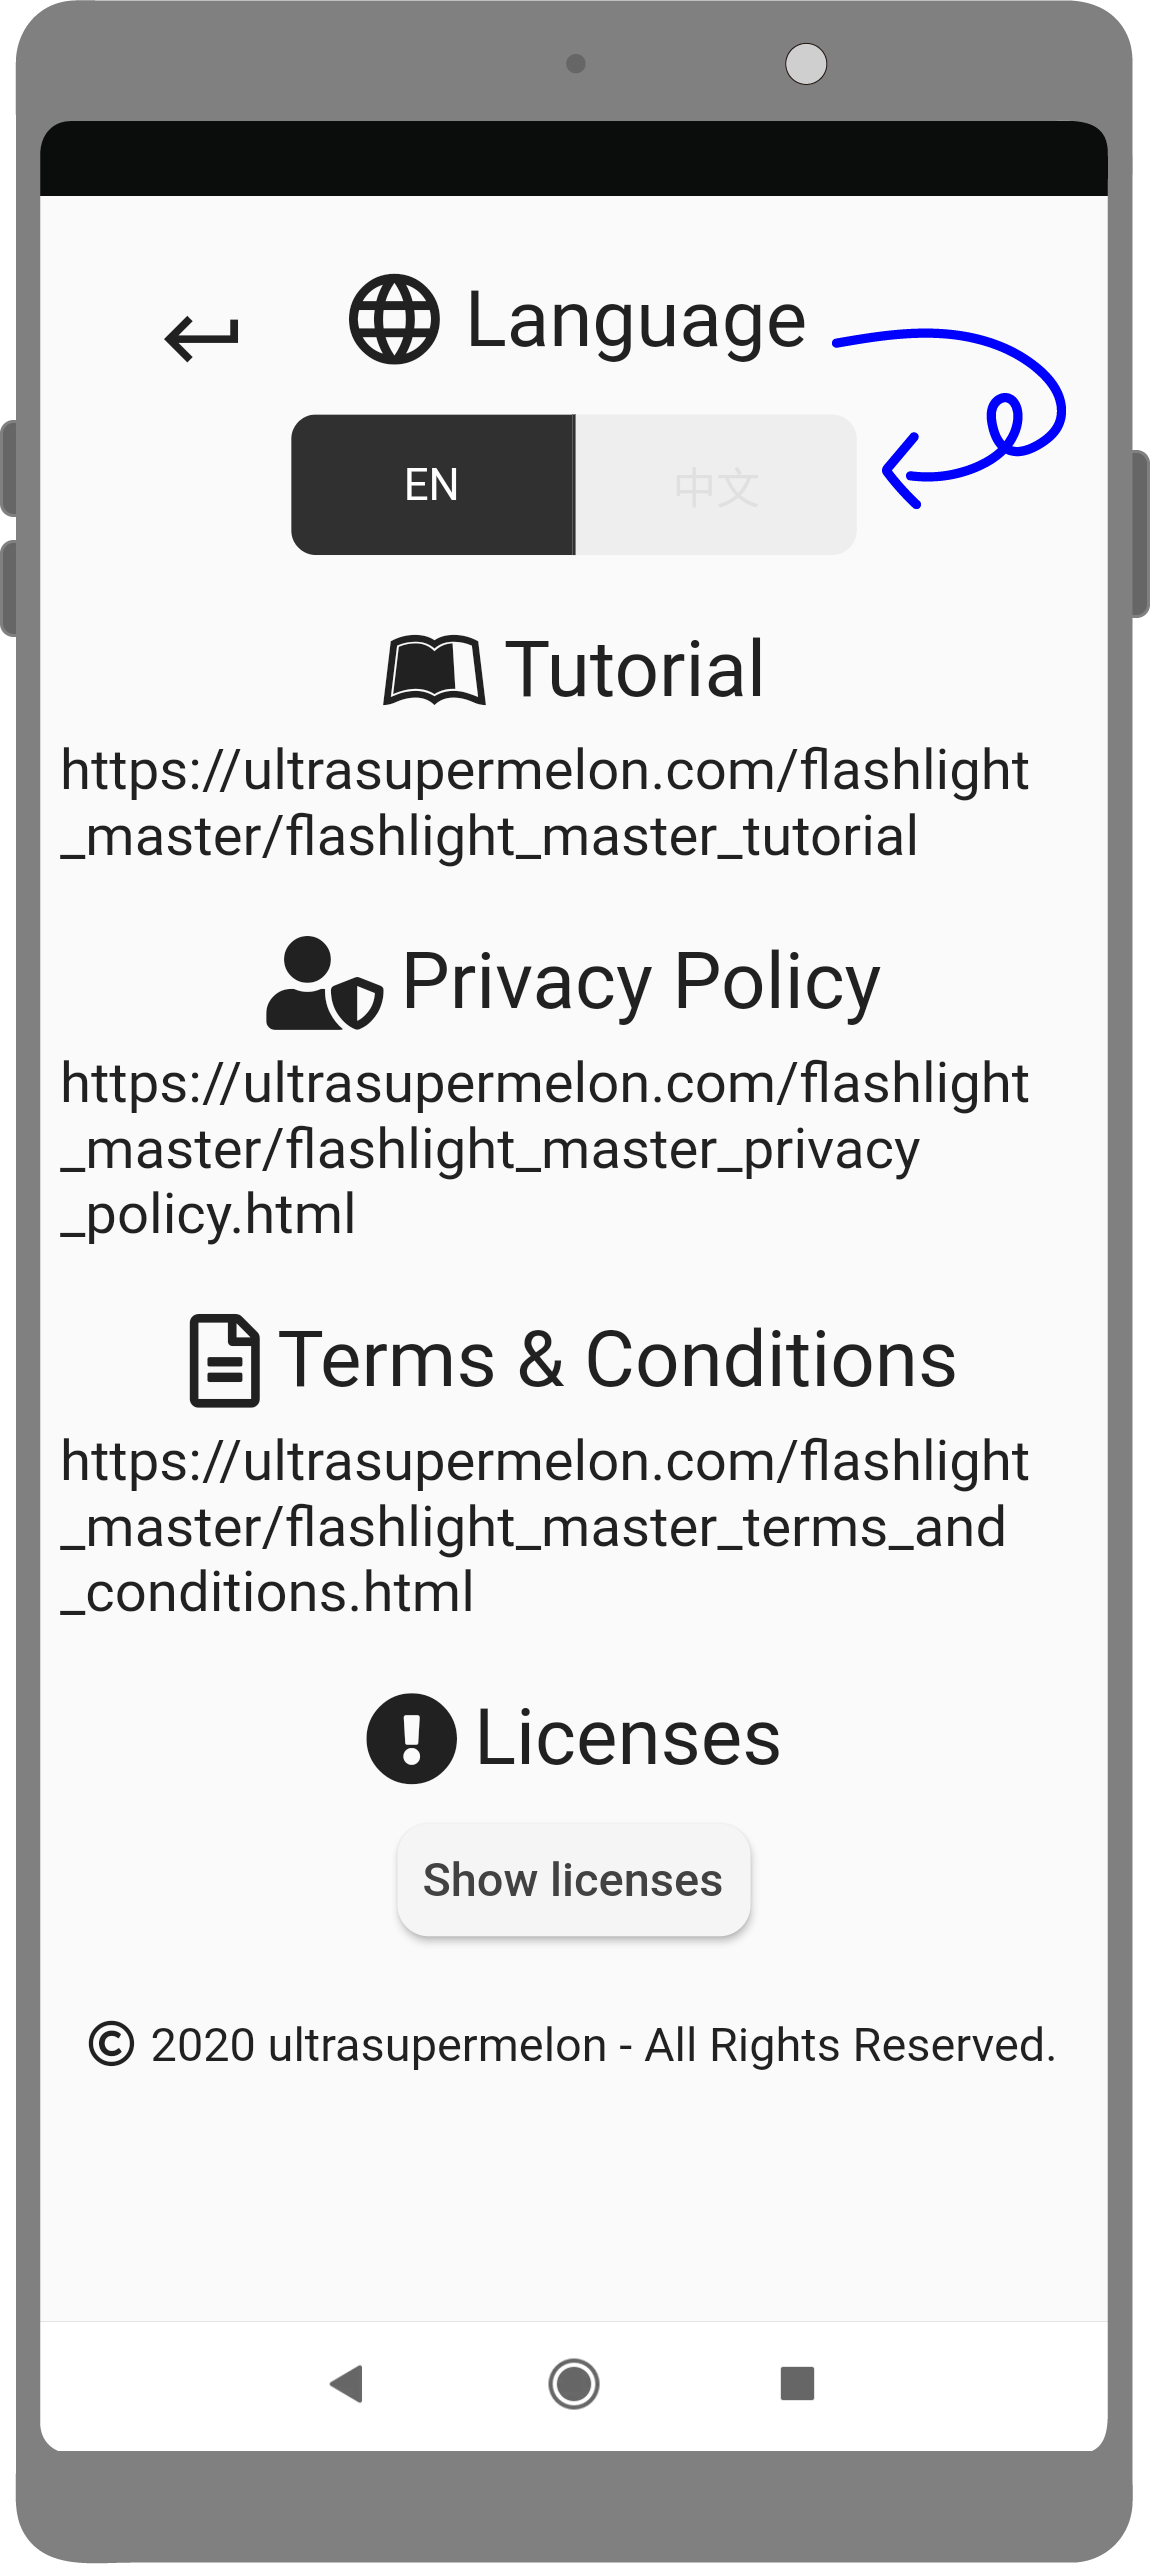 Language
EN 中文
Tutorial
https://ultrasupermelon.com/flashlight
_master/flashlight_master_tutorial
Privacy Policy
https://ultrasupermelon.com/flashlight
_master/flashlight_master_privacy
_policy.html
Terms & Conditions
https://ultrasupermelon.com/flashlight
_master/flashlight_master_terms_and
_conditions.html
Licenses
Show licenses
© 2020 ultrasupermelon - All Rights Reserved.